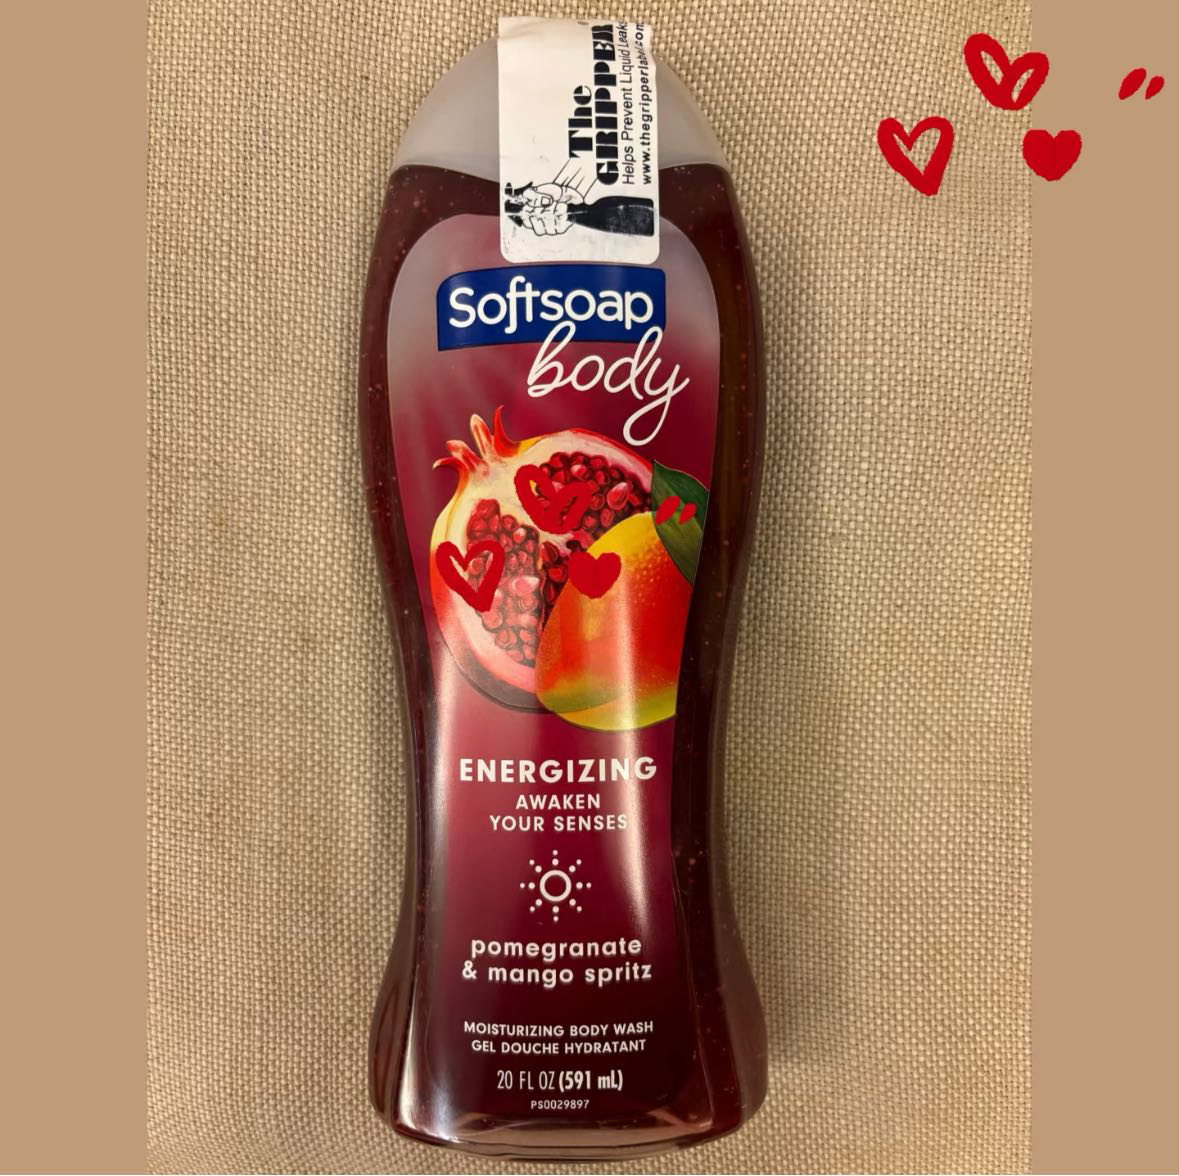 The
GRIPPER
Helps Prevent Liquid Leaks
www.thegripperlabel.com
Softsoap
body
ENERGIZING
AWAKEN
YOUR SENSES
pomegranate
& mango spritz
MOISTURIZING BODY WASH
GEL DOUCHE HYDRATANT
20 FL OZ (591 mL)
PS0029897